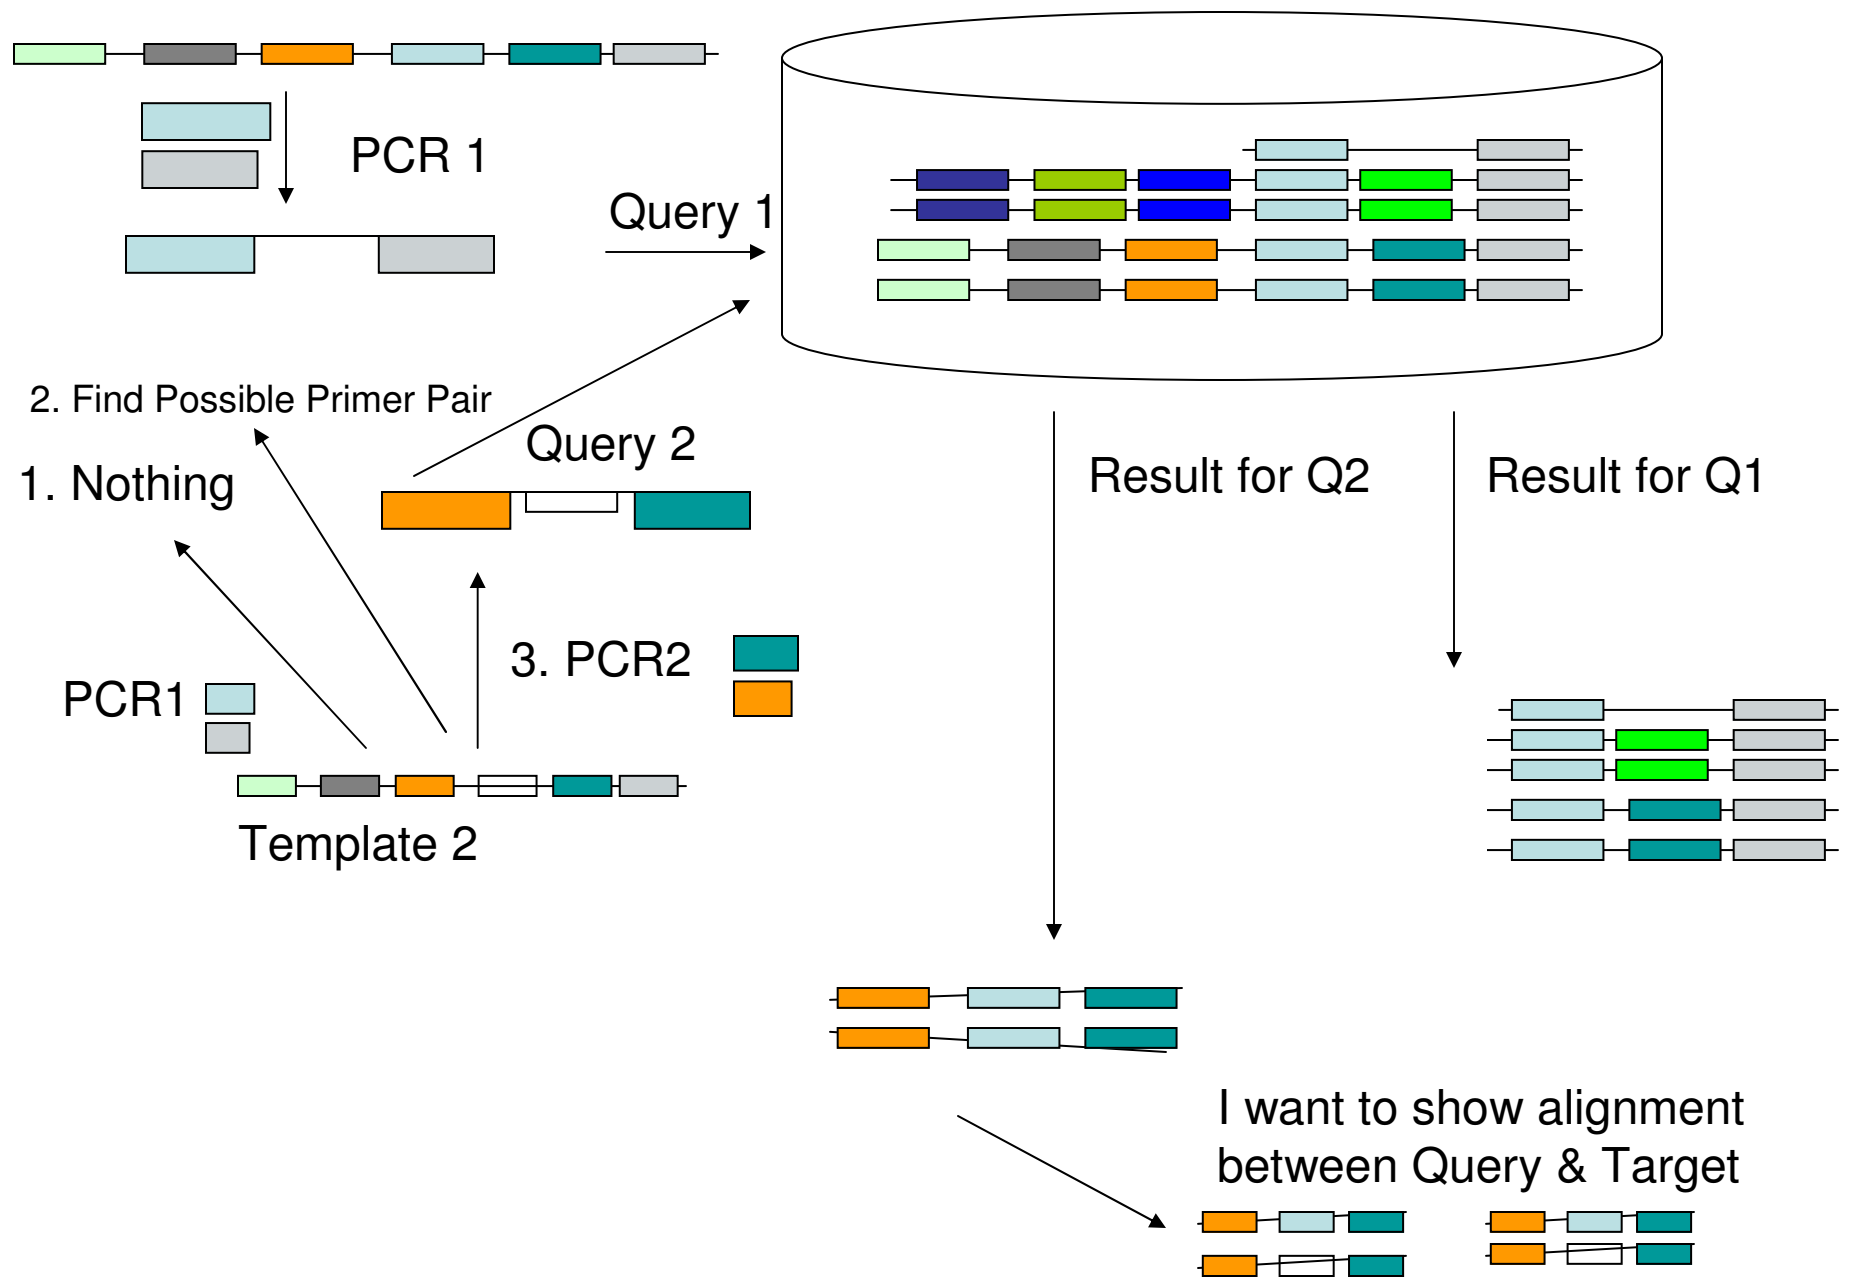 PCR 1
Query 1
2. Find Possible Primer Pair
Query 2
1. Nothing
Result for Q2
Result for Q1
3. PCR2
PCR1
Template 2
I want to show alignment
between Query & Target